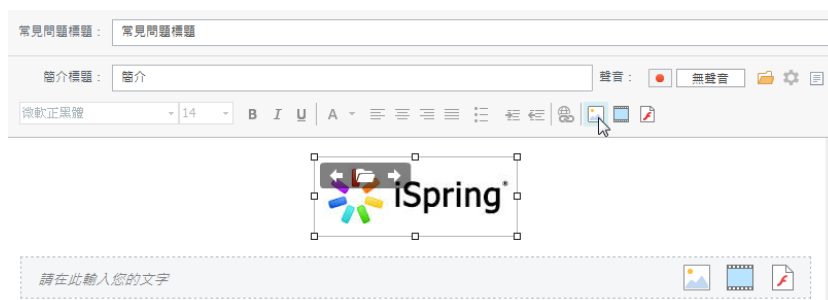 常見問題標題： 常見問題標題
簡介標題： 簡介 聲音： 無聲音
微軟正黑體 14 B I U A
iSpring
請在此輸入您的文字